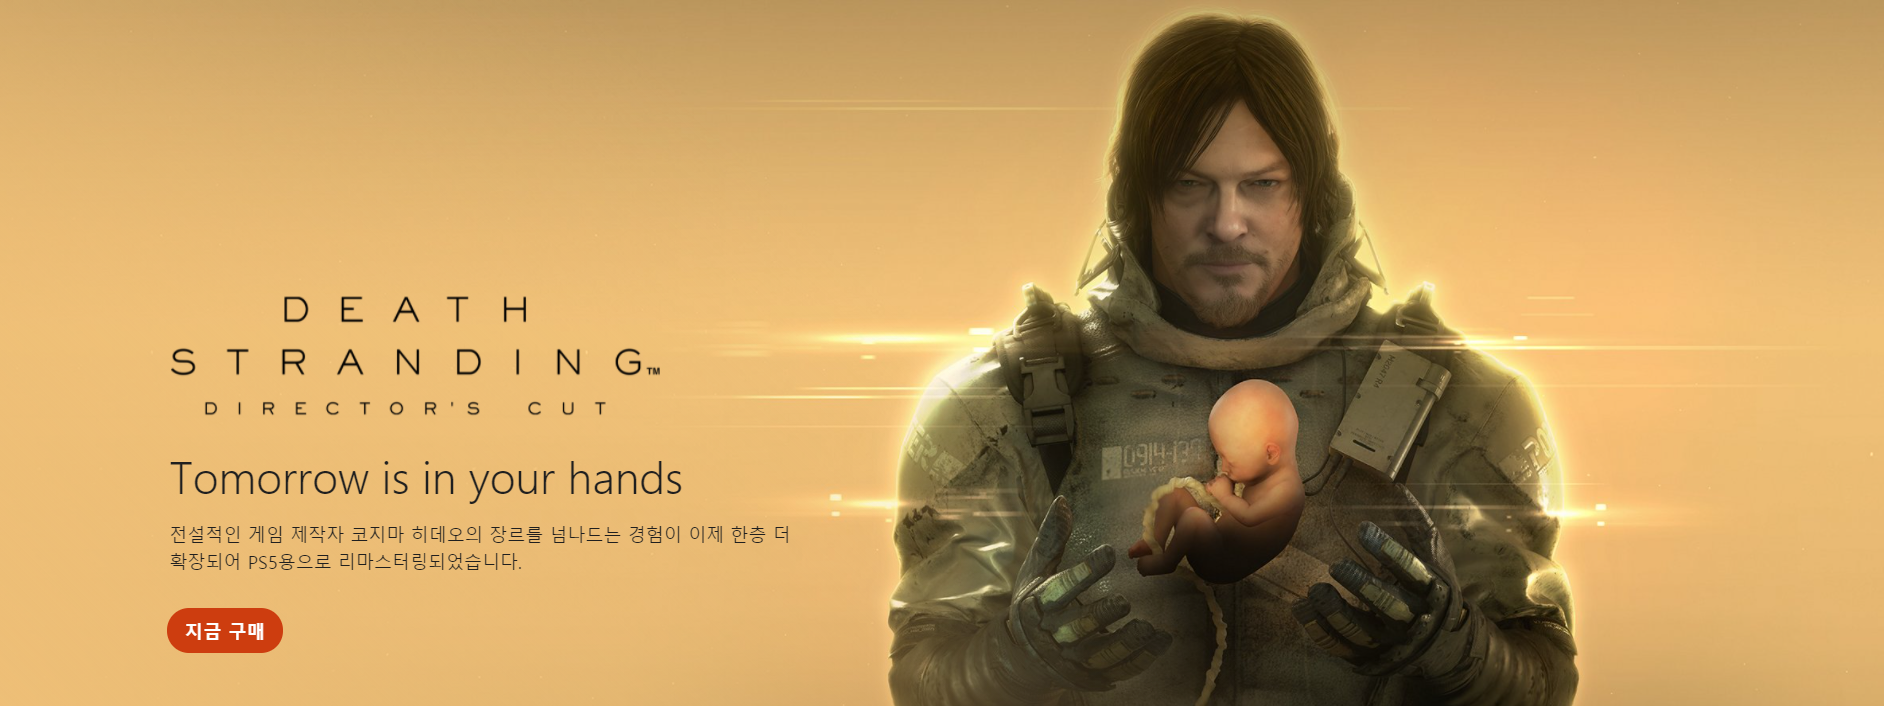 DEATH
STRANDING™
DIRECTOR'S CUT
Tomorrow is in your hands
전설적인 게임 제작자 코지마 히데오의 장르를 넘나드는 경험이 이제 한층 더
확장되어 PS5용으로 리마스터링되었습니다.
지금 구매
0914-137